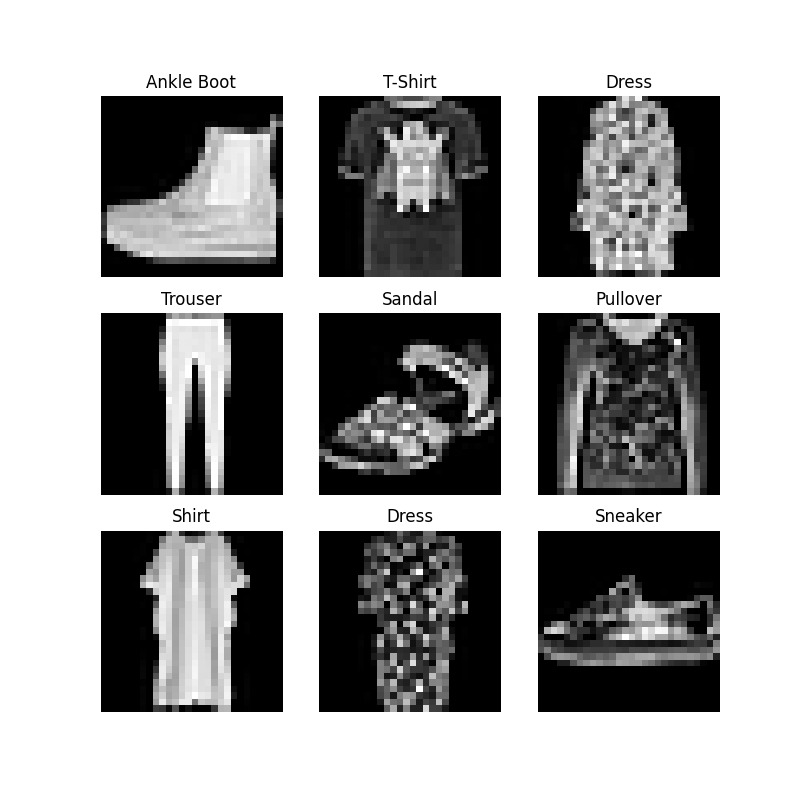 Ankle Boot
T-Shirt
Dress
Trouser
Sandal
Pullover
Shirt
Dress
Sneaker